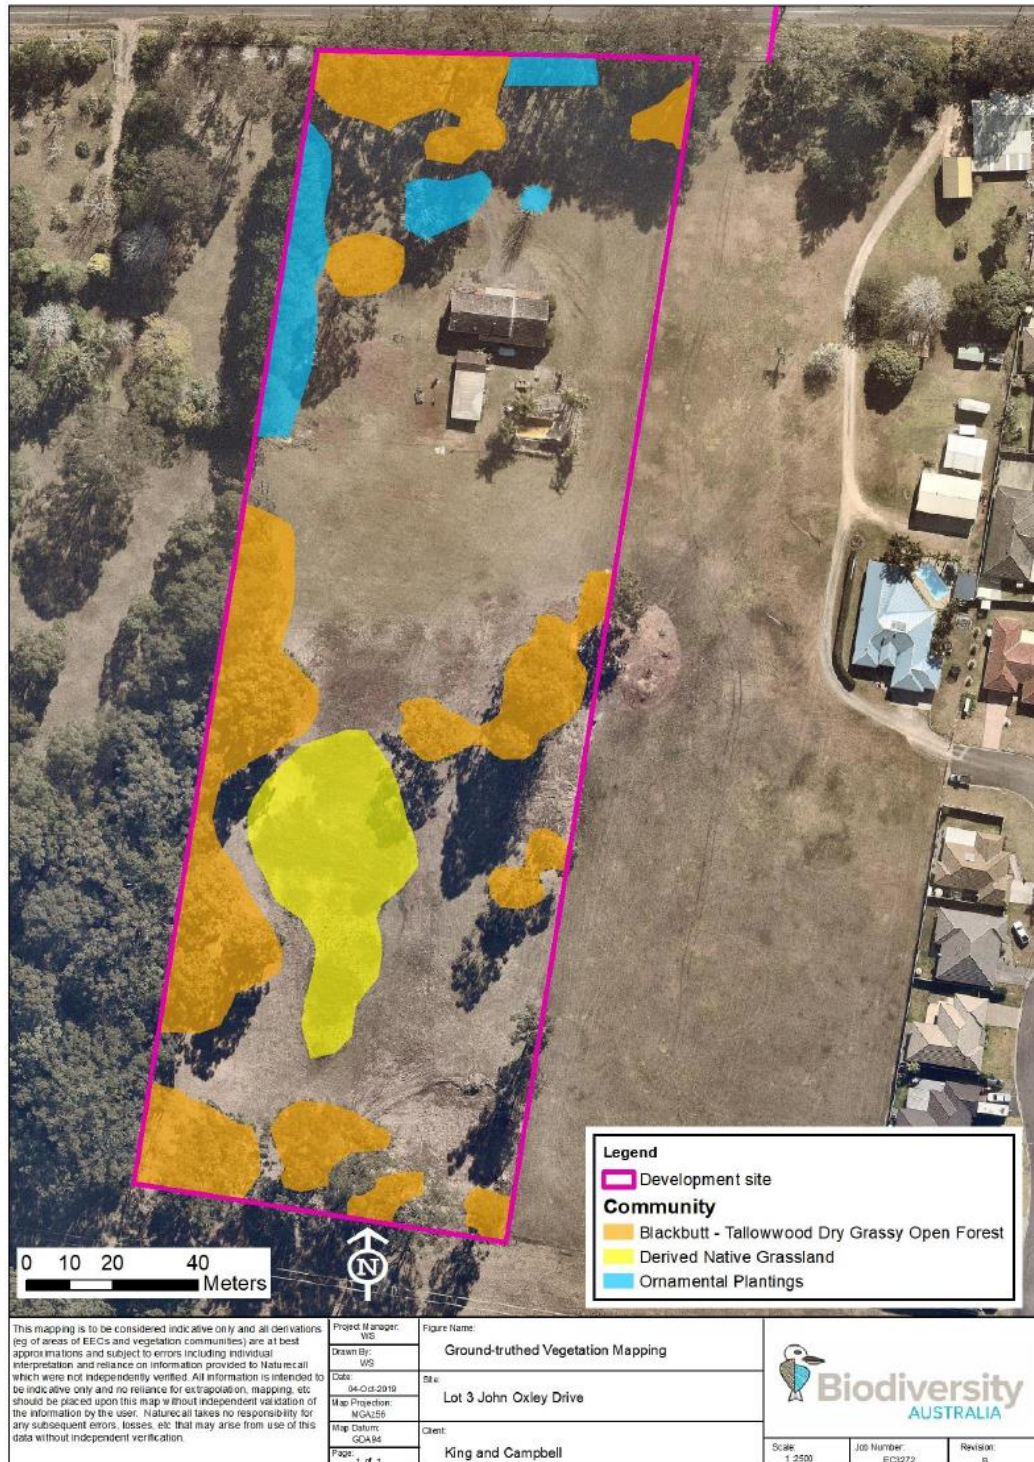 Legend
Development site
Community
Blackbutt - Tallowwood Dry Grassy Open Forest
Derived Native Grassland
Ornamental Plantings
0 10 20 40
Meters
N
This mapping is to be considered indicative only and all derivations
(eg of areas of EECs and vegetation communities) are at best
approximations and subject to errors including individual
interpretation and reliance on information provided to Naturecall
which were not independently verified. All information is intended to
be indicative only and no reliance for extrapolation, mapping, etc
should be placed upon this map without independent validation of
the information by the user. Naturecall takes no responsibility for
any subsequent errors, losses, etc that may arise from use of this
data without independent verification.
Project Manager:
WS
Drawn By:
WS
Date:
04-Oct-2019
Map Projection:
MGAz56
Map Datum:
GDA94
Page:
1 of 1
Figure Name:
Ground-truthed Vegetation Mapping
Site:
Lot 3 John Oxley Drive
Client:
King and Campbell
Biodiversity
AUSTRALIA
Scale:
1:2500
Job Number:
EC3272
Revision: